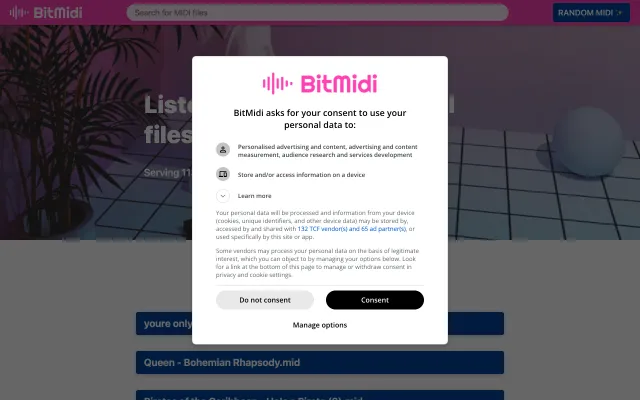 BitMidi
Search for MIDI files
RANDOM MIDI
Liste
files
Serving 11
BitMidi
BitMidi asks for your consent to use your
personal data to:
Personalised advertising and content, advertising and content
measurement, audience research and services development
Store and/or access information on a device
Learn more
Your personal data will be processed and information from your device
(cookies, unique identifiers, and other device data) may be stored by,
accessed by and shared with 132 TCF vendor(s) and 65 ad partner(s), or
used specifically by this site or app.
Some vendors may process your personal data on the basis of legitimate
interest, which you can object to by managing your options below. Look
for a link at the bottom of this page to manage or withdraw consent in
privacy and cookie settings.
Do not consent
Consent
Manage options
youre only
Queen - Bohemian Rhapsody.mid